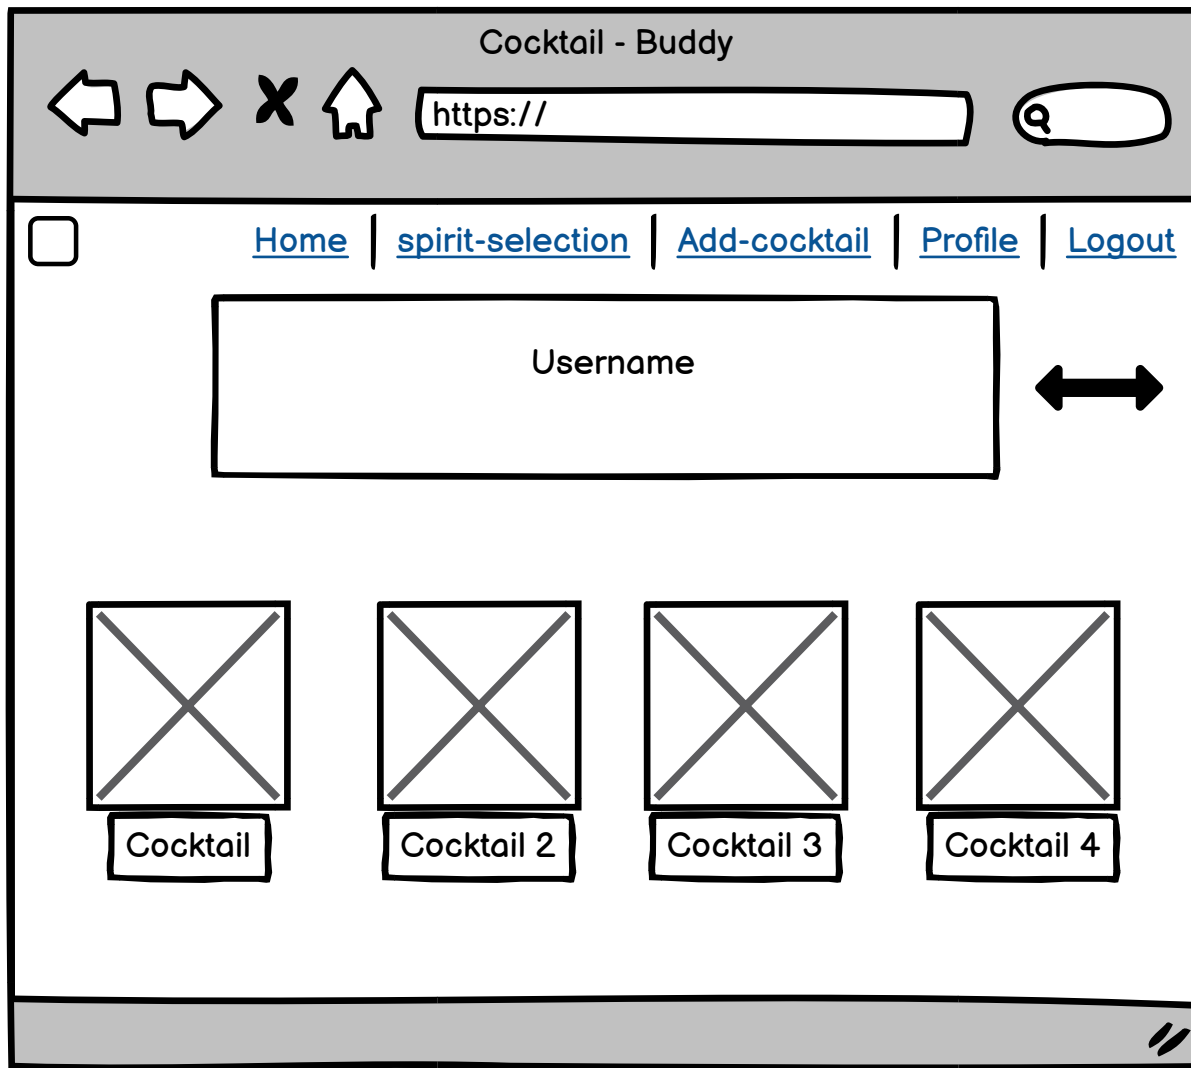 Cocktail - Buddy
https://
Home spirit-selection Add-cocktail Profile Logout
Username
Cocktail Cocktail 2 Cocktail 3 Cocktail 4